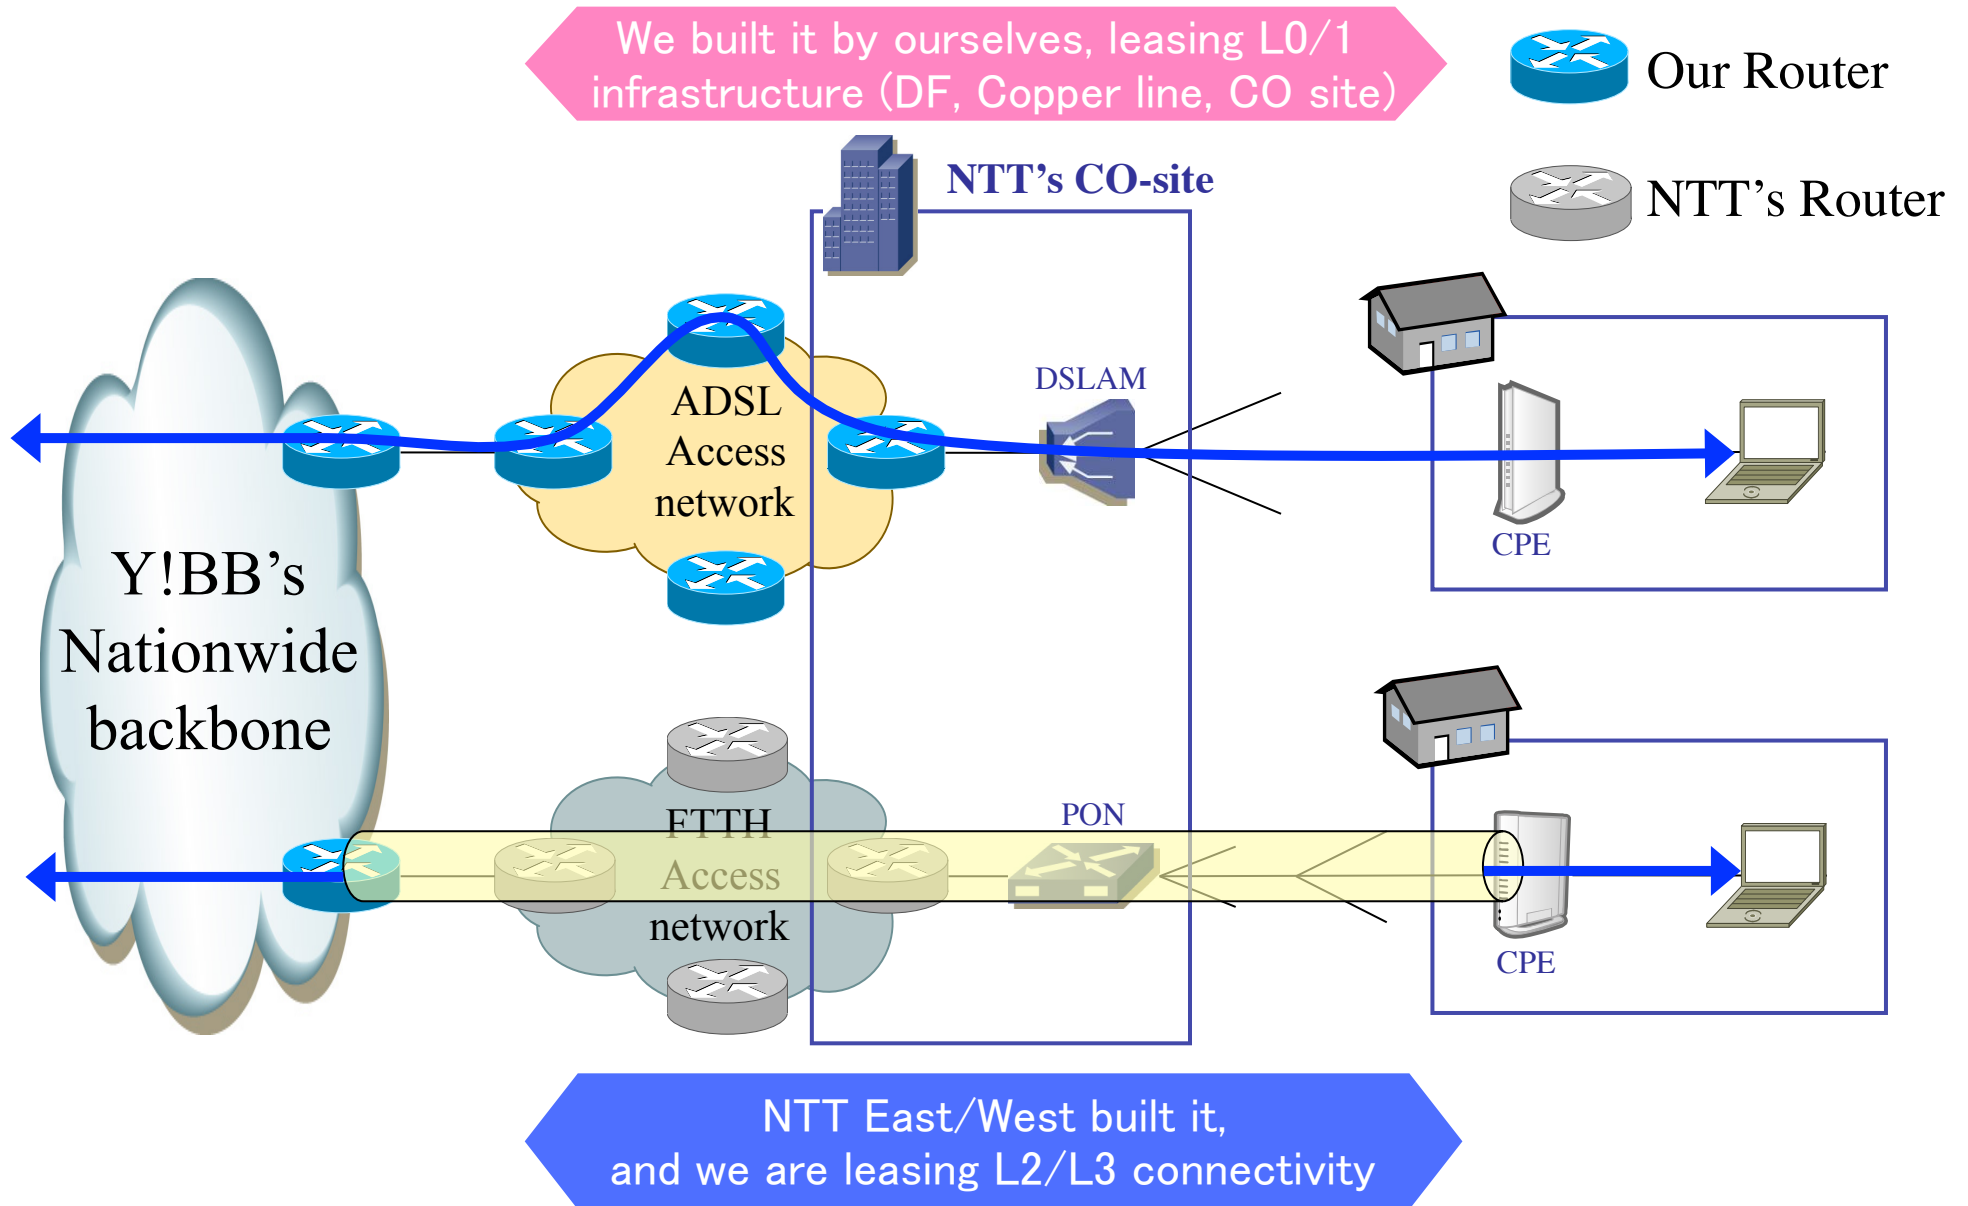 We built it by ourselves, leasing L0/1
infrastructure (DF, Copper line, CO site)
Our Router
NTT's Router
NTT’s CO-site
DSLAM
ADSL
Access
network
CPE
Y!BB’s
Nationwide
backbone
FTTH
Access
network
PON
CPE
NTT East/West built it,
and we are leasing L2/L3 connectivity